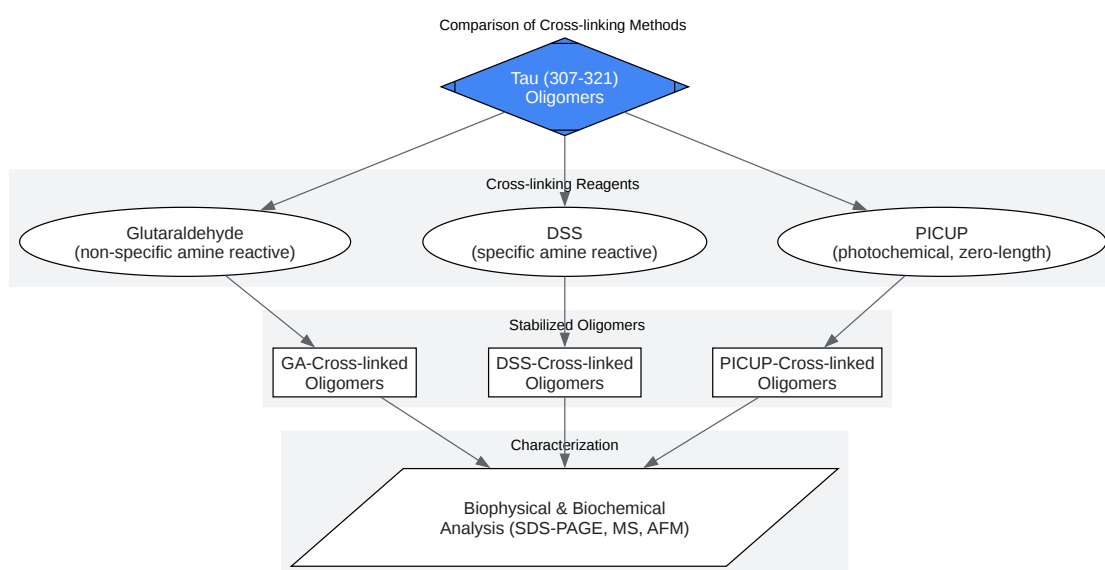 Comparison of Cross-linking Methods
Tau (307-321)
Oligomers
Cross-linking Reagents
Glutaraldehyde
(non-specific amine reactive)
DSS
(specific amine reactive)
PICUP
(photochemical, zero-length)
Stabilized Oligomers
GA-Cross-linked
Oligomers
DSS-Cross-linked
Oligomers
PICUP-Cross-linked
Oligomers
Characterization
Biophysical & Biochemical
Analysis (SDS-PAGE, MS, AFM)